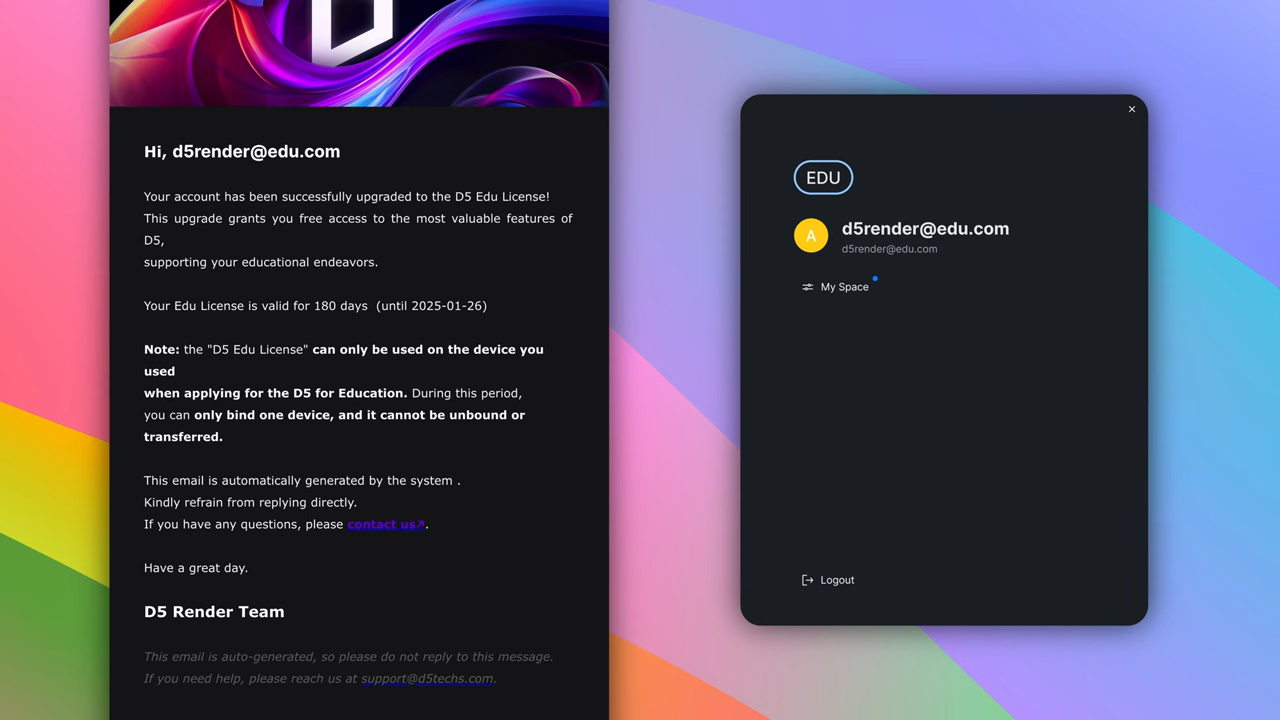 Hi, d5render@edu.com
Your account has been successfully upgraded to the D5 Edu License!
This upgrade grants you free access to the most valuable features of
D5,
supporting your educational endeavors.
Your Edu License is valid for 180 days (until 2025-01-26)
Note: the "D5 Edu License" can only be used on the device you
used
when applying for the D5 for Education. During this period,
you can only bind one device, and it cannot be unbound or
transferred.
This email is automatically generated by the system .
Kindly refrain from replying directly.
If you have any questions, please contact us↗.
Have a great day.
D5 Render Team
This email is auto-generated, so please do not reply to this message.
If you need help, please reach us at support@d5techs.com.
EDU
A
d5render@edu.com
d5render@edu.com
My Space
Logout